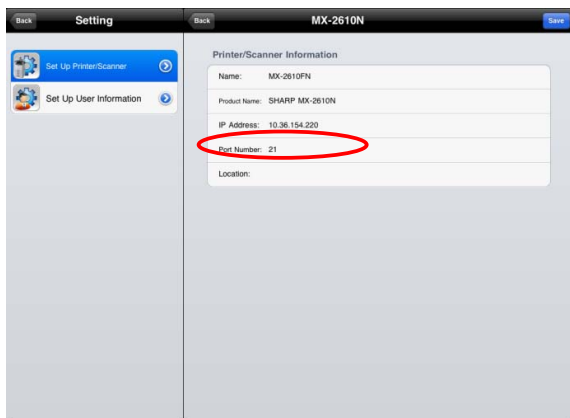 Back Setting Back MX-2610N Save
Set Up Printer/Scanner
Set Up User Information
Printer/Scanner Information
Name: MX-2610FN
Product Name: SHARP MX-2610N
IP Address: 10.36.154.220
Port Number: 21
Location: